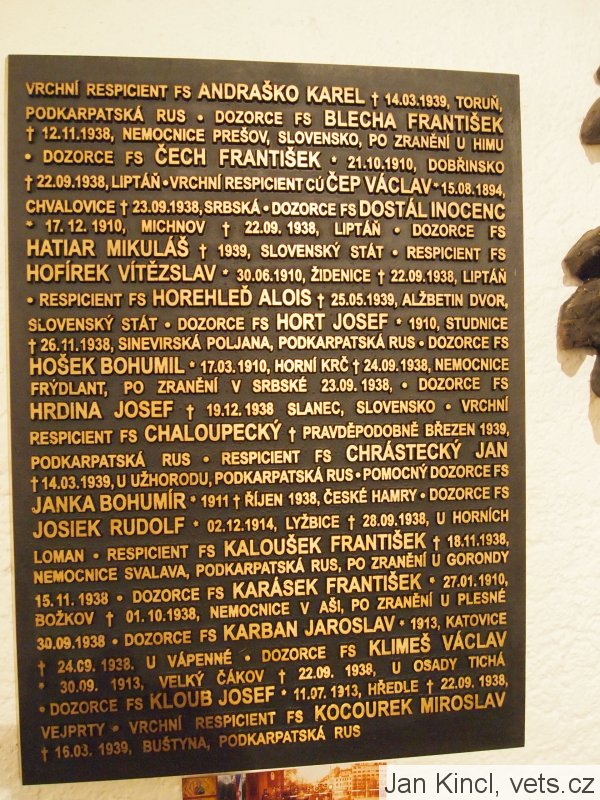 VRCHNÍ RESPICIENT FS ANDRAŠKO KAREL † 14.03.1939, TORUŇ,
PODKARPATSKÁ RUS • DOZORCE FS BLECHA FRANTIŠEK
† 12.11.1938, NEMOCNICE PREŠOV, SLOVENSKO, PO ZRANĚNÍ U HIMU
• DOZORCE FS ČECH FRANTIŠEK * 21.10.1910, DOBŘINSKO
† 22.09.1938, LIPTÁŇ • VRCHNÍ RESPICIENT CÚ ČEP VÁCLAV * 15.08.1894,
CHVALOVICE † 23.09.1938, SRBSKÁ • DOZORCE FS DOSTÁL INOCENC
* 17. 12. 1910, MICHNOV † 22.09. 1938, LIPTÁŇ • DOZORCE FS
HATIAR MIKULÁŠ † 1939, SLOVENSKÝ STÁT • RESPICIENT FS
HOFÍREK VÍTĚZSLAV * 30.06.1910, ŽIDENICE † 22.09.1938, LIPTÁŇ
• RESPICIENT FS HOREHLEĎ ALOIS † 25.05.1939, ALŽBETIN DVOR,
SLOVENSKÝ STÁT • DOZORCE FS HORT JOSEF * 1910, STUDNICE
† 26.11.1938, SINEVIRSKÁ POLJANA, PODKARPATSKÁ RUS • DOZORCE FS
HOŠEK BOHUMIL * 17.03.1910, HORNÍ KRČ † 24.09.1938, NEMOCNICE
FRÝDLANT, PO ZRANĚNÍ V SRBSKÉ 23.09.1938, • DOZORCE FS
HRDINA JOSEF † 19.12.1938 SLANEC, SLOVENSKO • VRCHNÍ
RESPICIENT FS CHALOUPECKÝ † PRAVDĚPODOBNĚ BŘEZEN 1939,
PODKARPATSKÁ RUS • RESPICIENT FS CHRÁSTECKÝ JAN
† 14.03.1939, U UŽHORODU, PODKARPATSKÁ RUS • POMOCNÝ DOZORCE FS
JANKA BOHUMÍR * 1911 † ŘÍJEN 1938, ČESKÉ HAMRY • DOZORCE FS
JOSIEK RUDOLF * 02.12.1914, LYŽBICE † 28.09.1938, U HORNÍCH
LOMAN • RESPICIENT FS KALOUŠEK FRANTIŠEK † 18.11.1938,
NEMOCNICE SVALAVA, PODKARPATSKÁ RUS, PO ZRANĚNÍ U GORONDY
15.11. 1938 • DOZORCE FS KARÁSEK FRANTIŠEK * 27.01.1910,
BOŽKOV † 01.10.1938, NEMOCNICE V AŠI, PO ZRANĚNÍ U PLESNÉ
30.09.1938 • DOZORCE FS KARBAN JAROSLAV * 1913, KATOVICE
† 24.09. 1938. U VÁPENNÉ • DOZORCE FS KLIMEŠ VÁCLAV
* 30.09. 1913, VELKÝ ČÁKOV † 22.09. 1938, U OSADY TICHÁ
• DOZORCE FS KLOUB JOSEF * 11.07. 1913, HŘEDLE † 22.09. 1938,
VEJPRTY • VRCHNÍ RESPICIENT FS KOCOUREK MIROSLAV
† 16.03. 1939, BUŠTYNA, PODKARPATSKÁ RUS
Jan Kincl, vets.cz